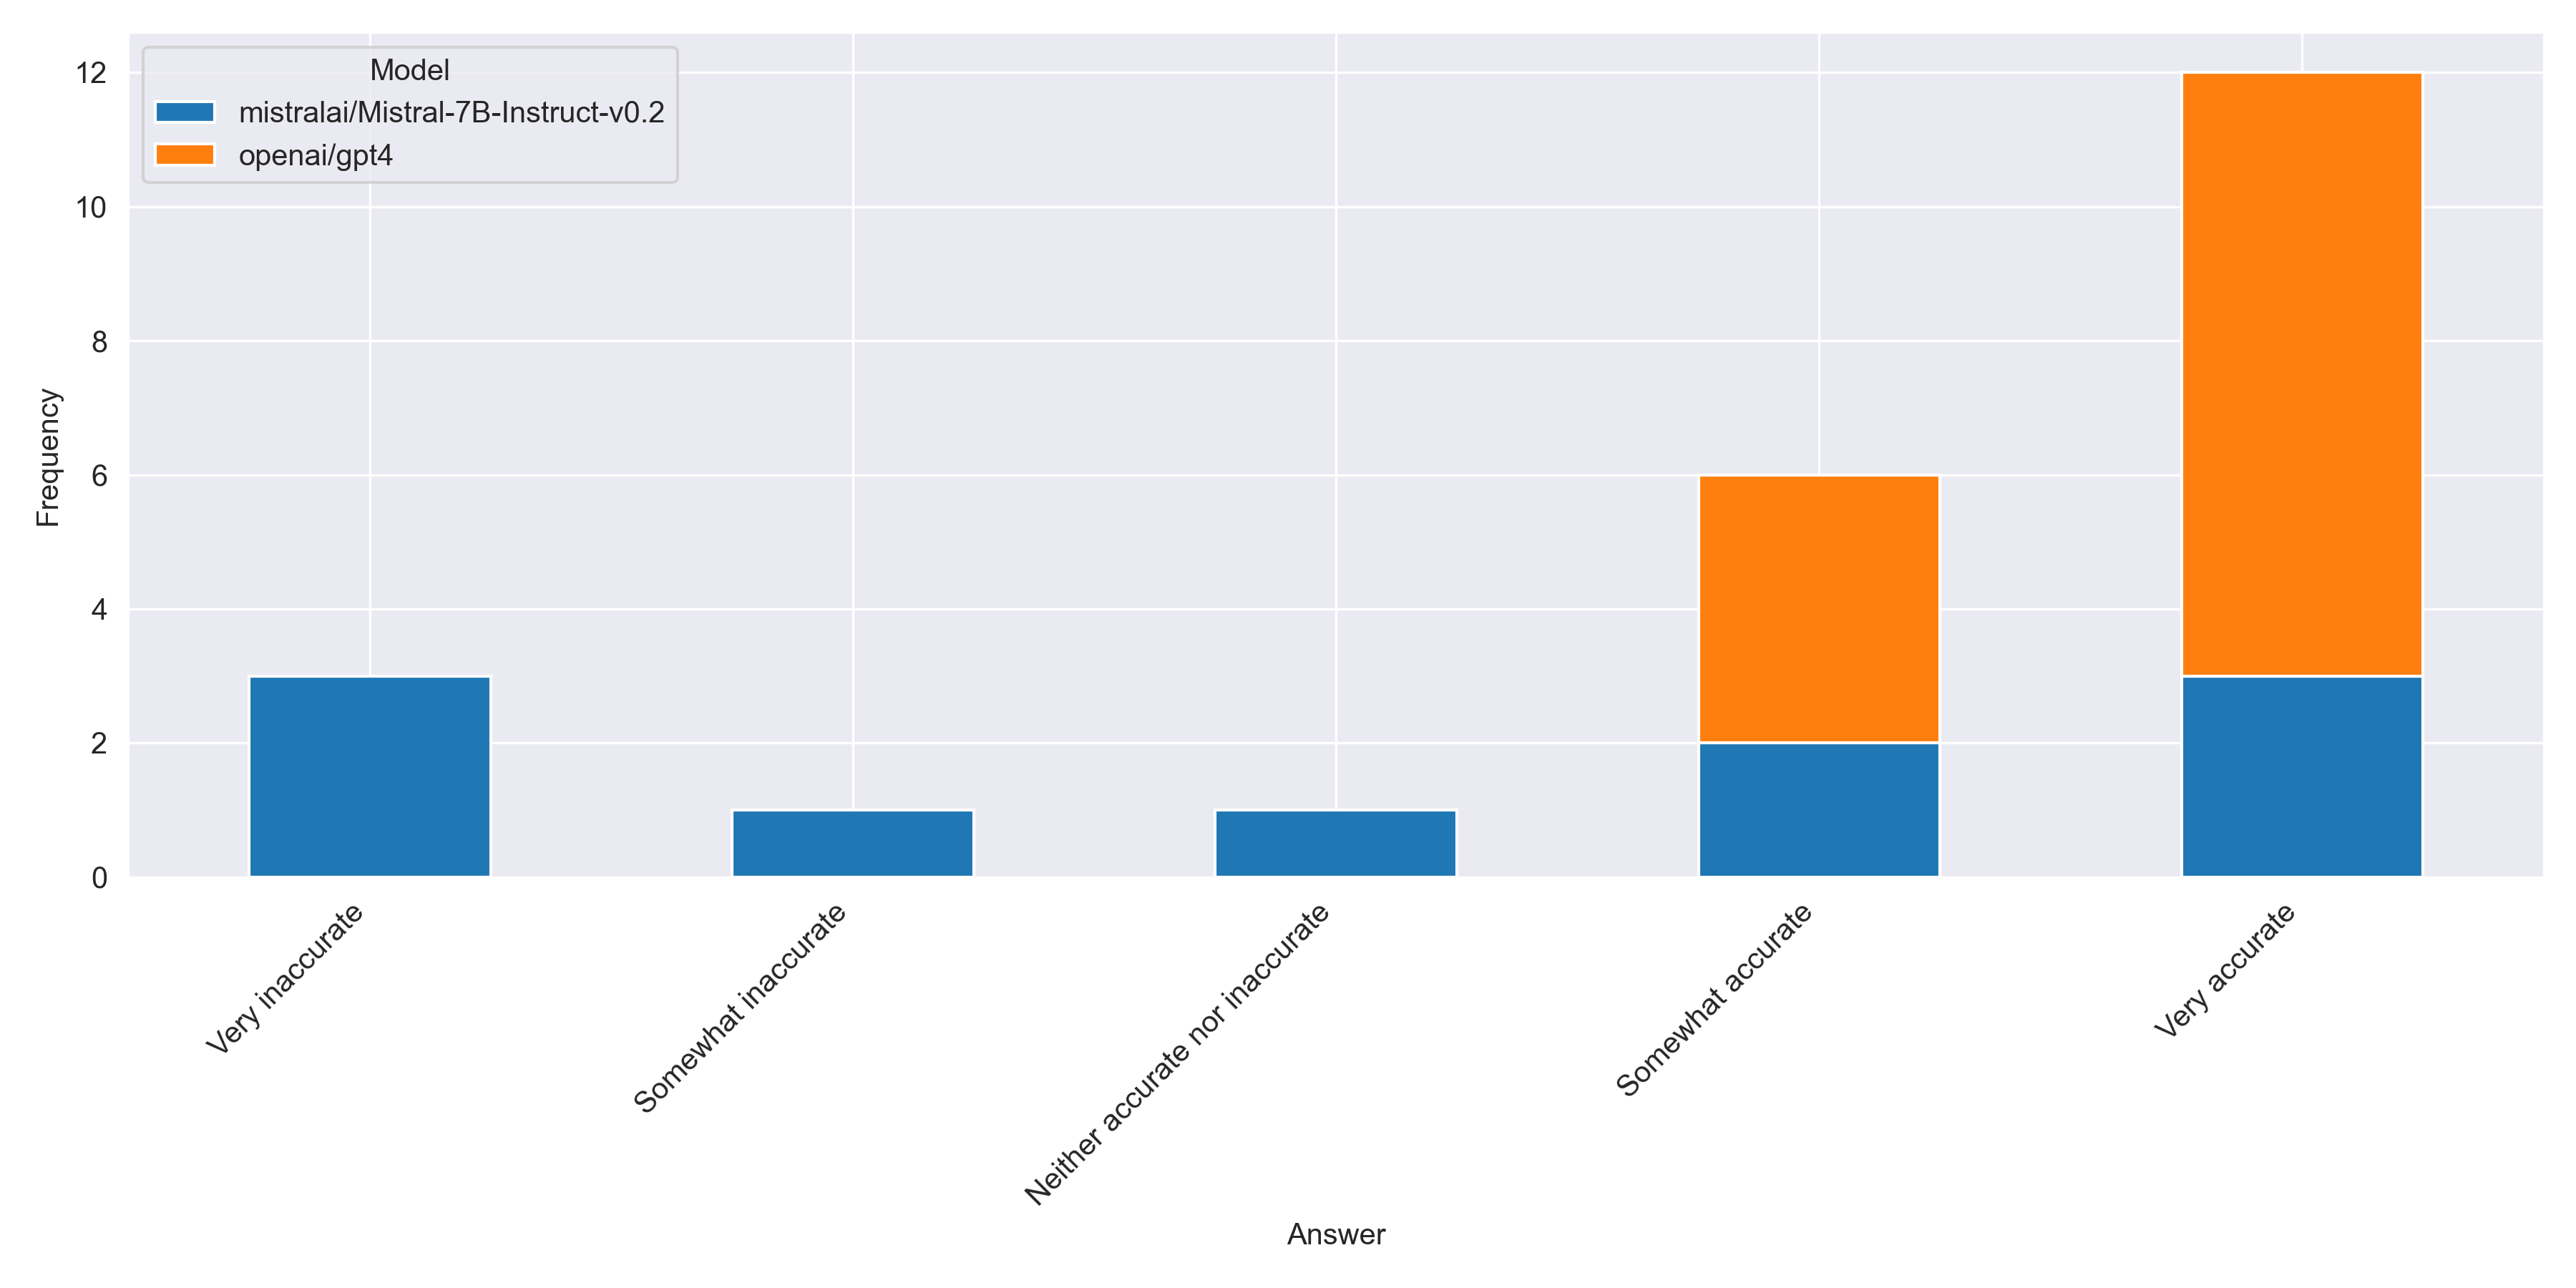 Model
mistralai/Mistral-7B-Instruct-v0.2
openai/gpt4
12
10
8
6
4
2
0
Frequency
Very inaccurate
Somewhat inaccurate
Neither accurate nor inaccurate
Somewhat accurate
Very accurate
Answer